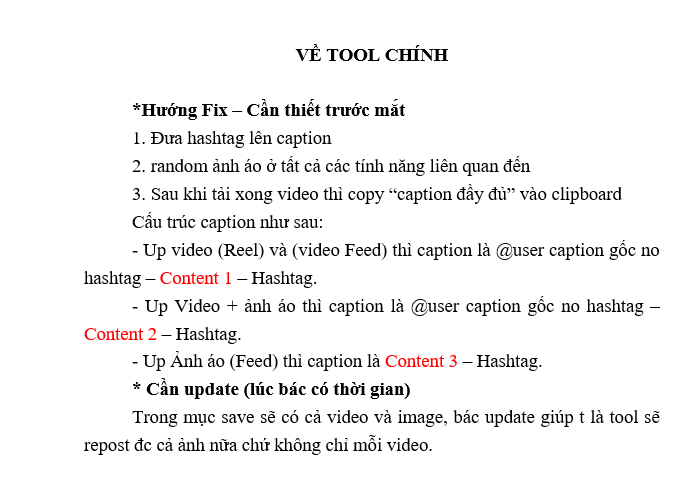 VỀ TOOL CHÍNH
*Hướng Fix – Cần thiết trước mắt
1. Đưa hashtag lên caption
2. random ảnh áo ở tất cả các tính năng liên quan đến
3. Sau khi tải xong video thì copy “caption đầy đủ” vào clipboard
Cấu trúc caption như sau:
- Up video (Reel) và (video Feed) thì caption là @user caption gốc no
hashtag – Content 1 – Hashtag.
- Up Video + ảnh áo thì caption là @user caption gốc no hashtag –
Content 2 – Hashtag.
- Up Ảnh áo (Feed) thì caption là Content 3 – Hashtag.
* Cần update (lúc bác có thời gian)
Trong mục save sẽ có cả video và image, bác update giúp t là tool sẽ
repost đc cả ảnh nữa chứ không chỉ mỗi video.